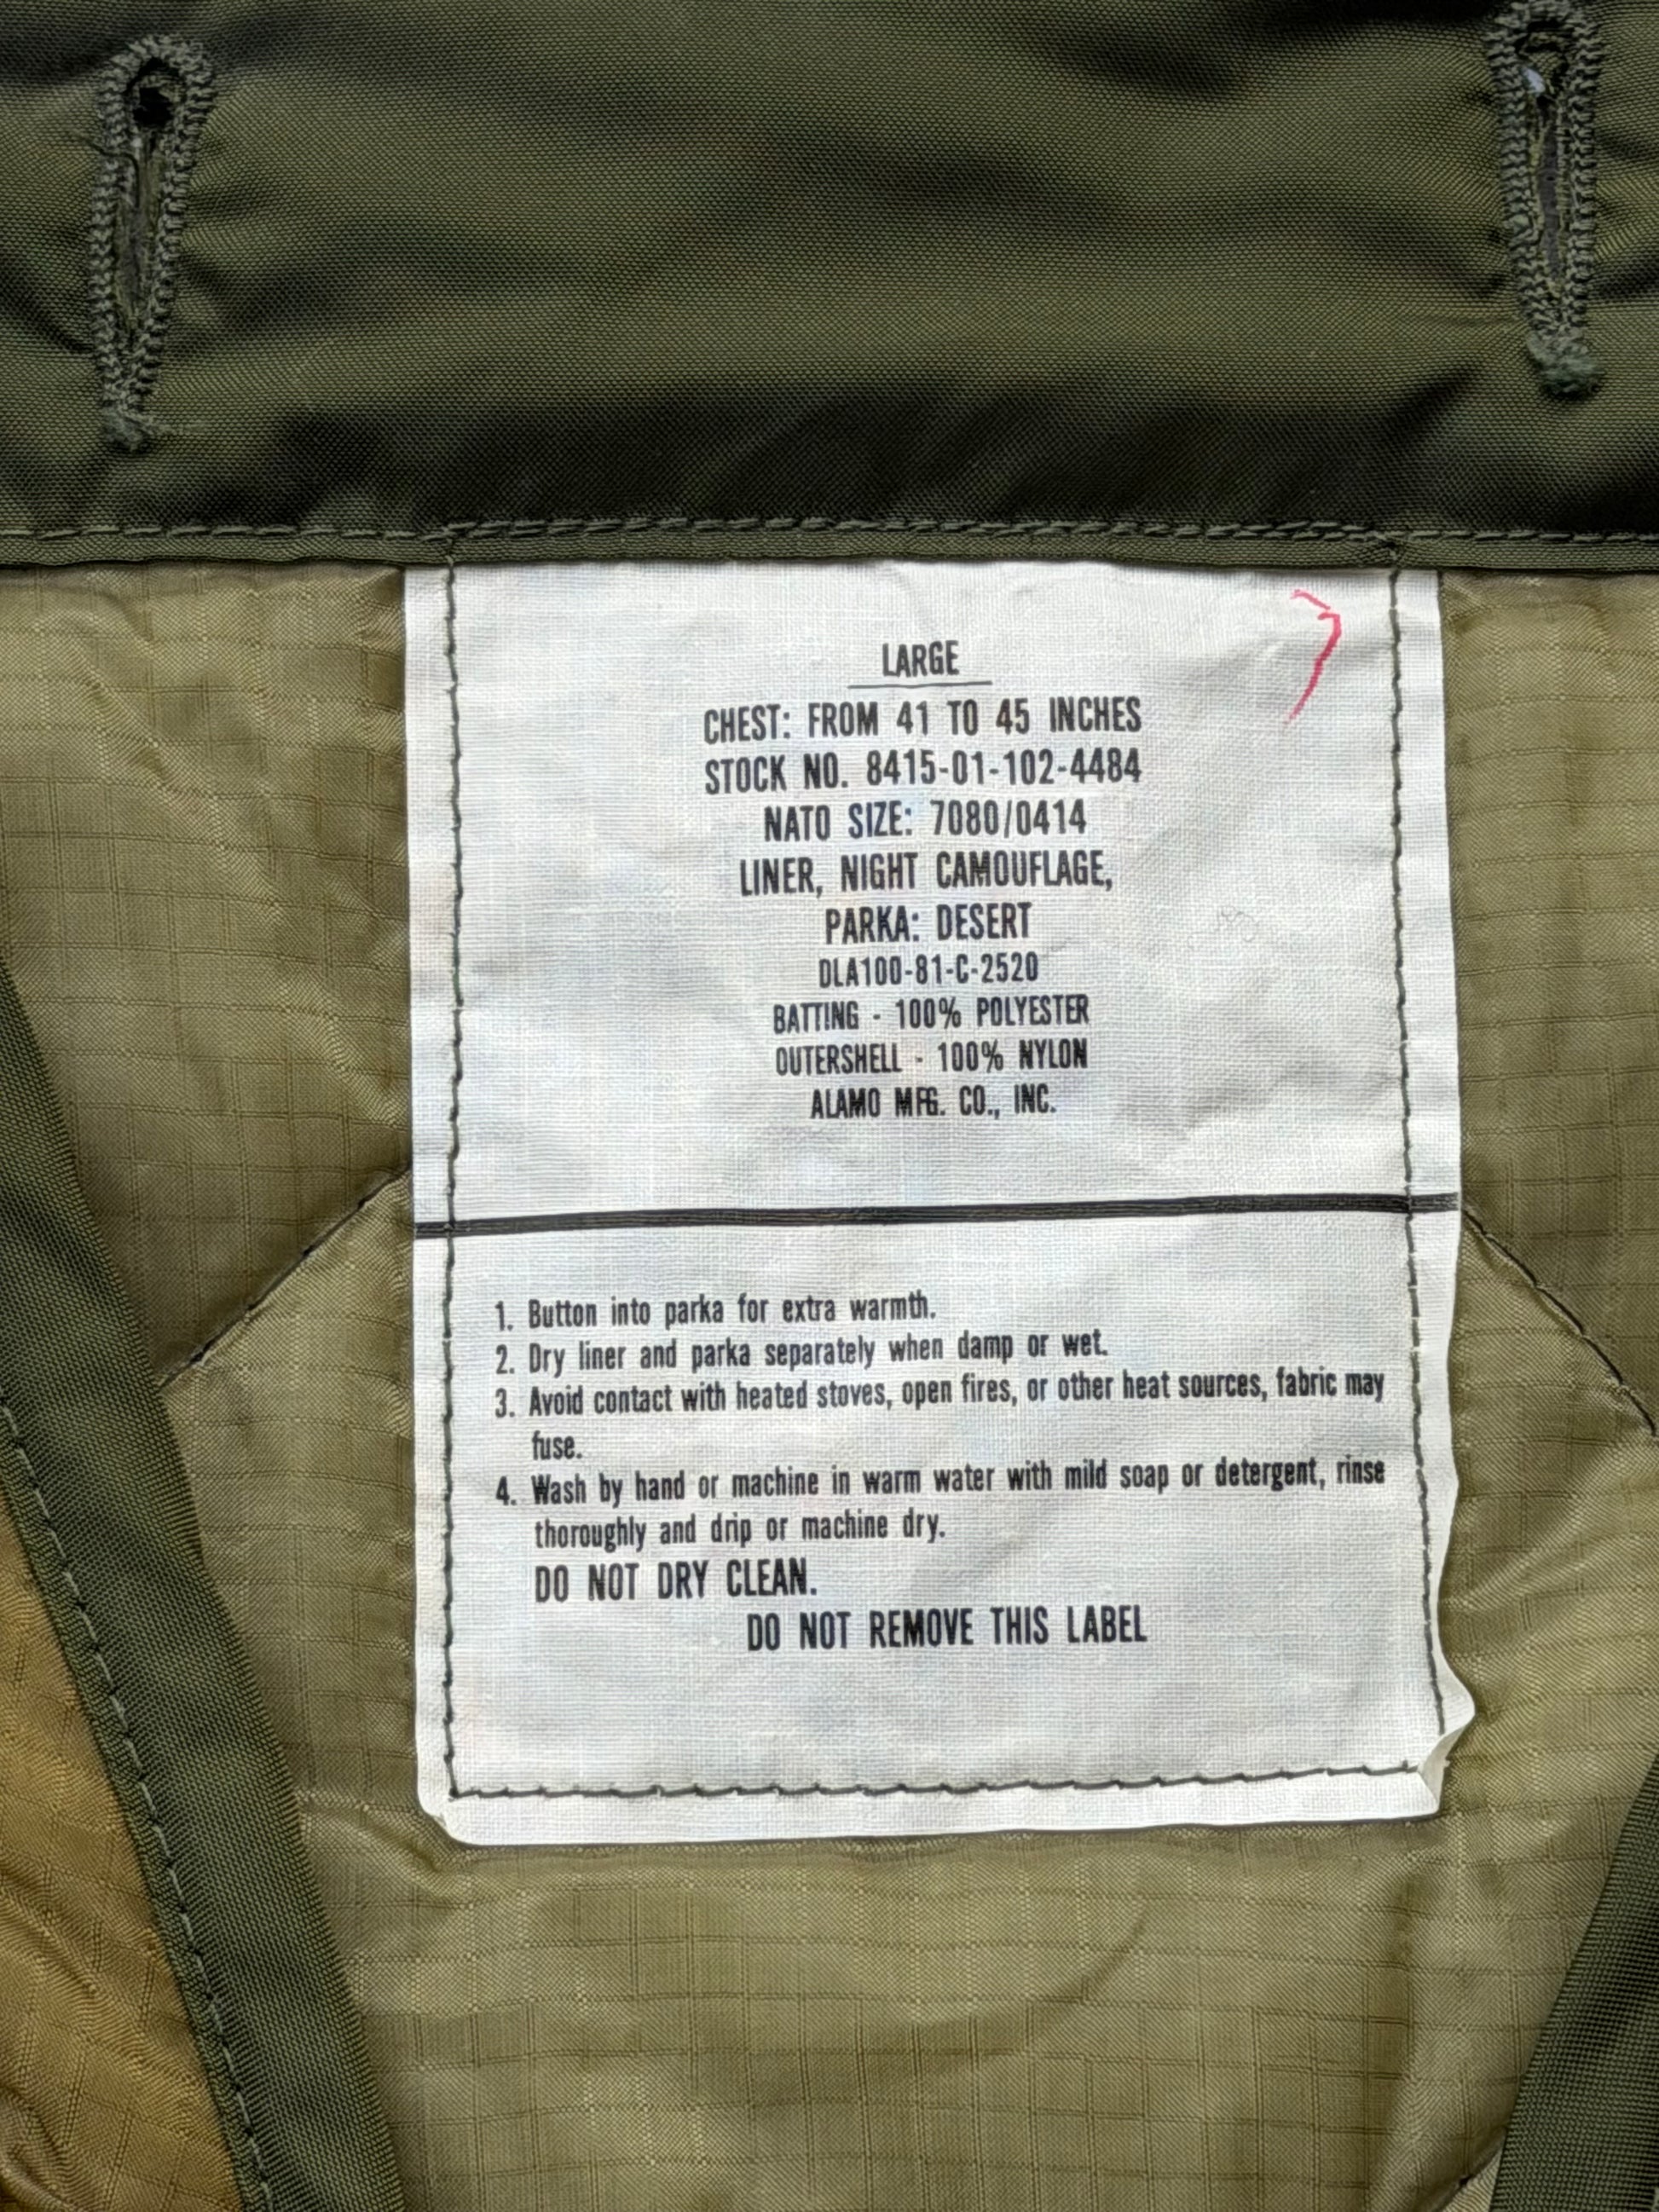 LARGE
CHEST: FROM 41 TO 45 INCHES
STOCK NO. 8415-01-102-4484
NATO SIZE: 7080/0414
LINER, NIGHT CAMOUFLAGE,
PARKA: DESERT
DLA100-81-C-2520
BATTING - 100% POLYESTER
OUTERSHELL - 100% NYLON
ALAMO MFG. CO., INC.
1. Button into parka for extra warmth.
2. Dry liner and parka separately when damp or wet.
3. Avoid contact with heated stoves, open fires, or other heat sources, fabric may
fuse.
4. Wash by hand or machine in warm water with mild soap or detergent, rinse
thoroughly and drip or machine dry.
DO NOT DRY CLEAN.
DO NOT REMOVE THIS LABEL